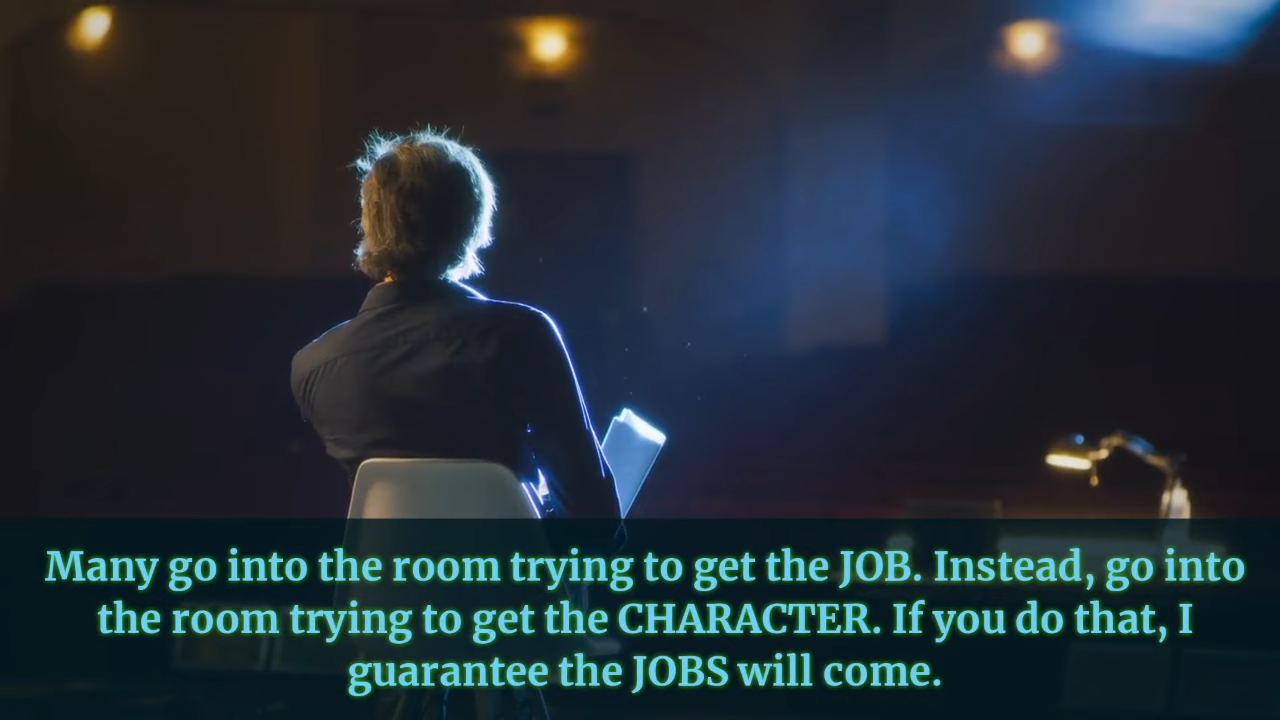 Many go into the room trying to get the JOB. Instead, go into
the room trying to get the CHARACTER. If you do that, I
guarantee the JOBS will come.